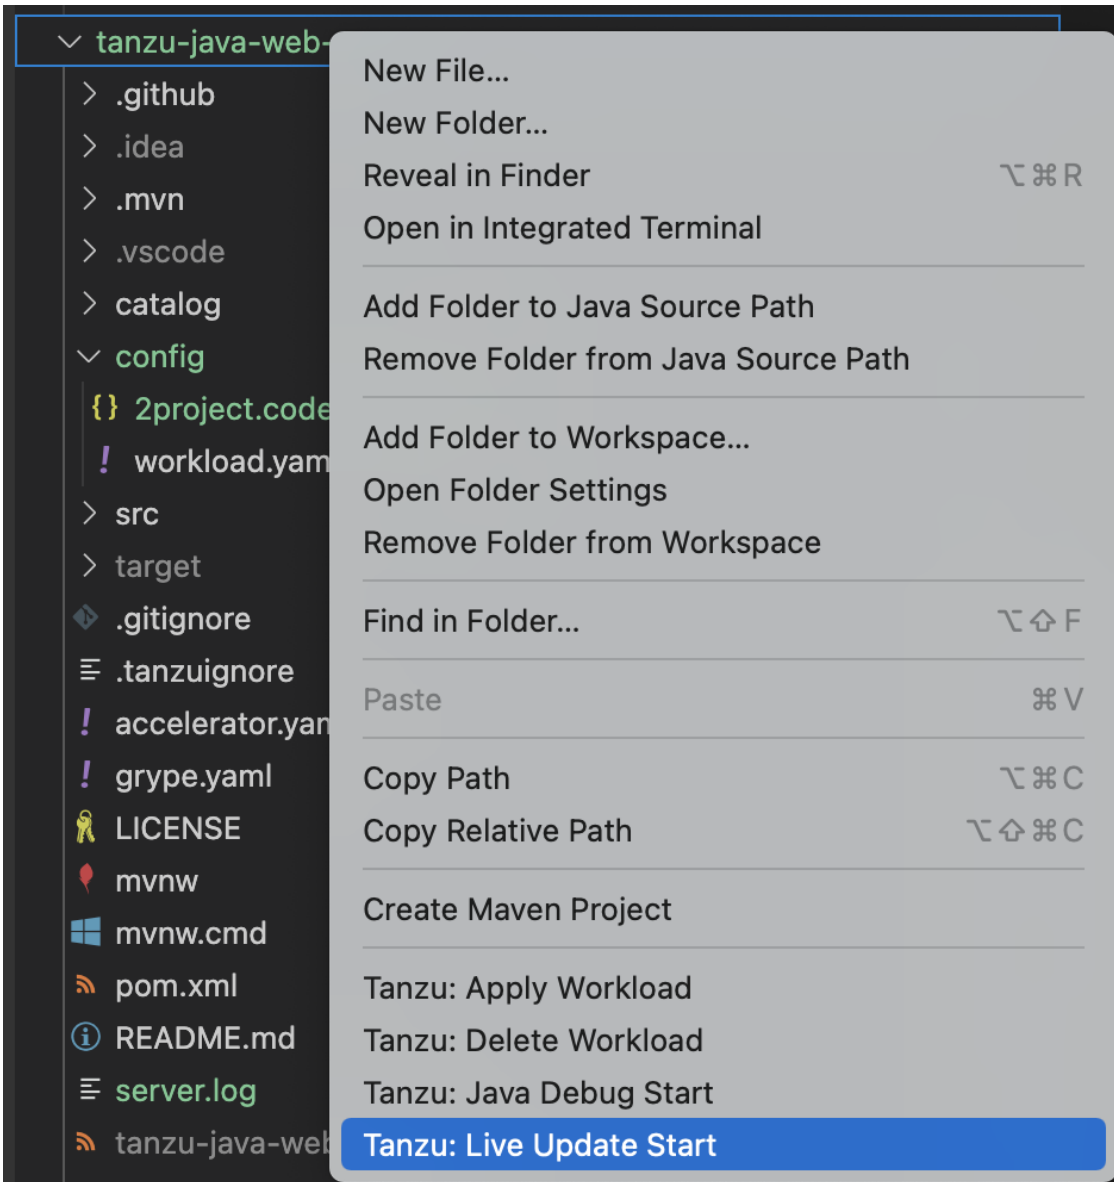 tanzu-java-web-
.github
.idea
.mvn
.vscode
catalog
config
{} 2project.code
! workload.yam
src
target
.gitignore
.tanzuignore
! accelerator.yam
! grype.yaml
LICENSE
mvnw
mvnw.cmd
pom.xml
README.md
server.log
tanzu-java-web
New File...
New Folder...
Reveal in Finder ⌥⌘R
Open in Integrated Terminal
Add Folder to Java Source Path
Remove Folder from Java Source Path
Add Folder to Workspace...
Open Folder Settings
Remove Folder from Workspace
Find in Folder... ⌥⇧F
Paste ⌘V
Copy Path ⌥⌘C
Copy Relative Path ⌥⇧⌘C
Create Maven Project
Tanzu: Apply Workload
Tanzu: Delete Workload
Tanzu: Java Debug Start
Tanzu: Live Update Start